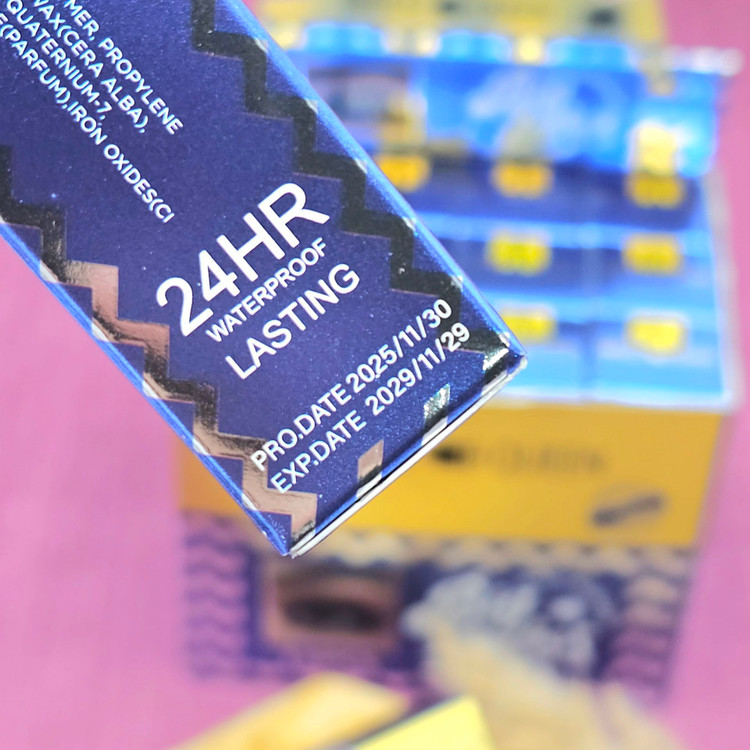 MER, PROPYLENE
WAX(CERA ALBA),
QUATERNIUM-7,
(PARFUM),IRON OXIDES(CI
24HR
WATERPROOF
LASTING
PRO.DATE 2025/11/30
EXP.DATE 2029/11/29